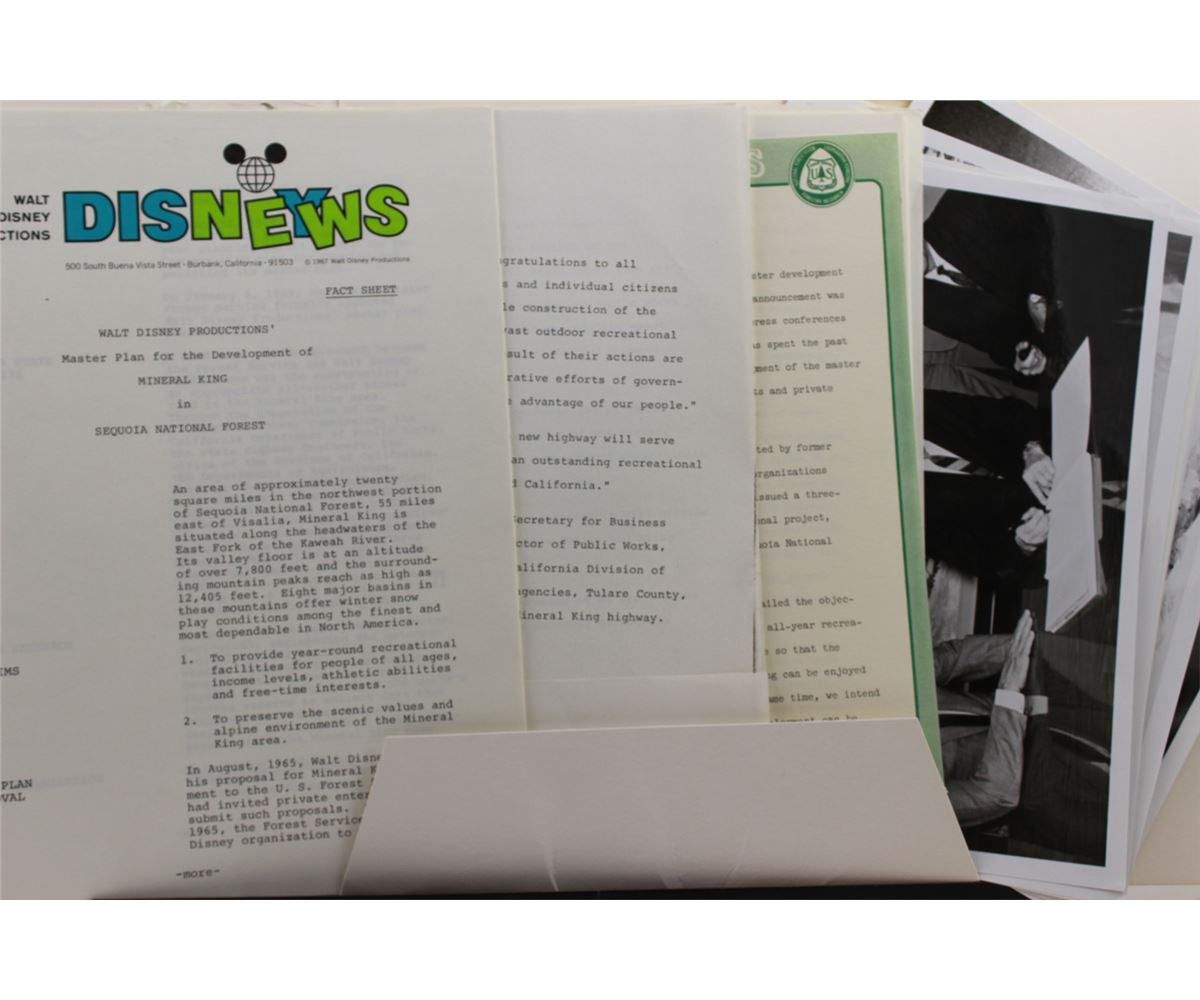 WALT
DISNEY
CTIONS
DISNEYWS
500 South Buena Vista Street · Burbank, California · 91503 © 1967 Walt Disney Productions
FACT SHEET
WALT DISNEY PRODUCTIONS'
Master Plan for the Development of
MINERAL KING
in
SEQUOIA NATIONAL FOREST
An area of approximately twenty
square miles in the northwest portion
of Sequoia National Forest, 55 miles
east of Visalia, Mineral King is
situated along the headwaters of the
East Fork of the Kaweah River.
Its valley floor is at an altitude
of over 7,800 feet and the surround-
ing mountain peaks reach as high as
12,405 feet. Eight major basins in
these mountains offer winter snow
play conditions among the finest and
most dependable in North America.
IMS
1. To provide year-round recreational
facilities for people of all ages,
income levels, athletic abilities
and free-time interests.
2. To preserve the scenic values and
alpine environment of the Mineral
King area.
PLAN
VAL
In August, 1965, Walt Disne
his proposal for Mineral K
ment to the U. S. Forest
had invited private enter
submit such proposals.
1965, the Forest Service
Disney organization to
-more-
gratulations to all
s and individual citizens
le construction of the
vast outdoor recreational
sult of their actions are
rative efforts of govern-
e advantage of our people."
new highway will serve
an outstanding recreational
d California."
ecretary for Business
ctor of Public Works,
alifornia Division of
gencies, Tulare County,
ineral King highway.
S
US
ster development
announcement was
ress conferences
as spent the past
pment of the master
ts and private
ted by former
rganizations
ssued a three-
nal project,
uoia National
ailed the objec-
all-year recrea-
e so that the
ng can be enjoyed
ame time, we intend
lopment can be